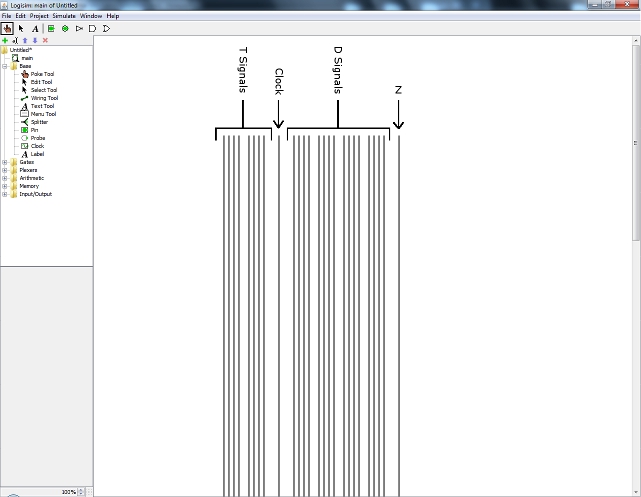 Logisim: main of Untitled
File Edit Project Simulate Window Help
A
Untitled*
main
Base
Poke Tool
Edit Tool
Select Tool
Wiring Tool
A Text Tool
Menu Tool
Splitter
Pin
Probe
Clock
A Label
Gates
Plexers
Arithmetic
Memory
Input/Output
T Signals
Clock
D Signals
Z
100%